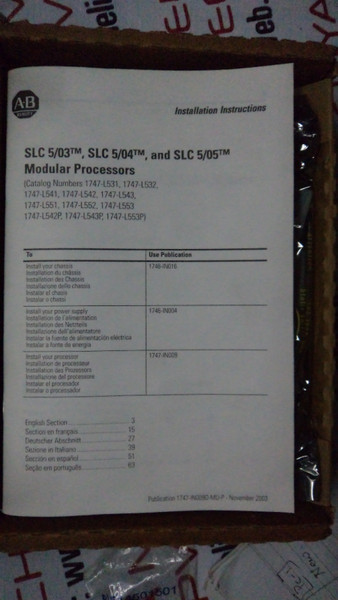 A-B
Installation Instructions
SLC 5/03™, SLC 5/04™, and SLC 5/05™
Modular Processors
(Catalog Numbers 1747-L531, 1747-L532,
1747-L541, 1747-L542, 1747-L543,
1747-L551, 1747-L552, 1747-L553
1747-L542P, 1747-L543P, 1747-L553P)
To Use Publication
Install your chassis 1746-IN016
Installation du châssis
Installation des Chassis
Installazione dello chassis
Instalar el chasis
Instalar o chassi
Install your power supply 1746-IN004
Installation de l'alimentation
Installation des Netzteils
Installazione dell'alimentatore
Instalar la fuente de alimentación eléctrica
Instalar a fonte de energia
Install your processor 1747-IN009
Installation de processeur
Installation des Prozessors
Installazione del processore
Instalar el procesador
Instalar o processador
English Section 3
Section en français 15
Deutscher Abschnitt 27
Sezione in Italiano 39
Sección en español 51
Seção em português 63
Publication 1747-IN009D-MU-P - November 2003